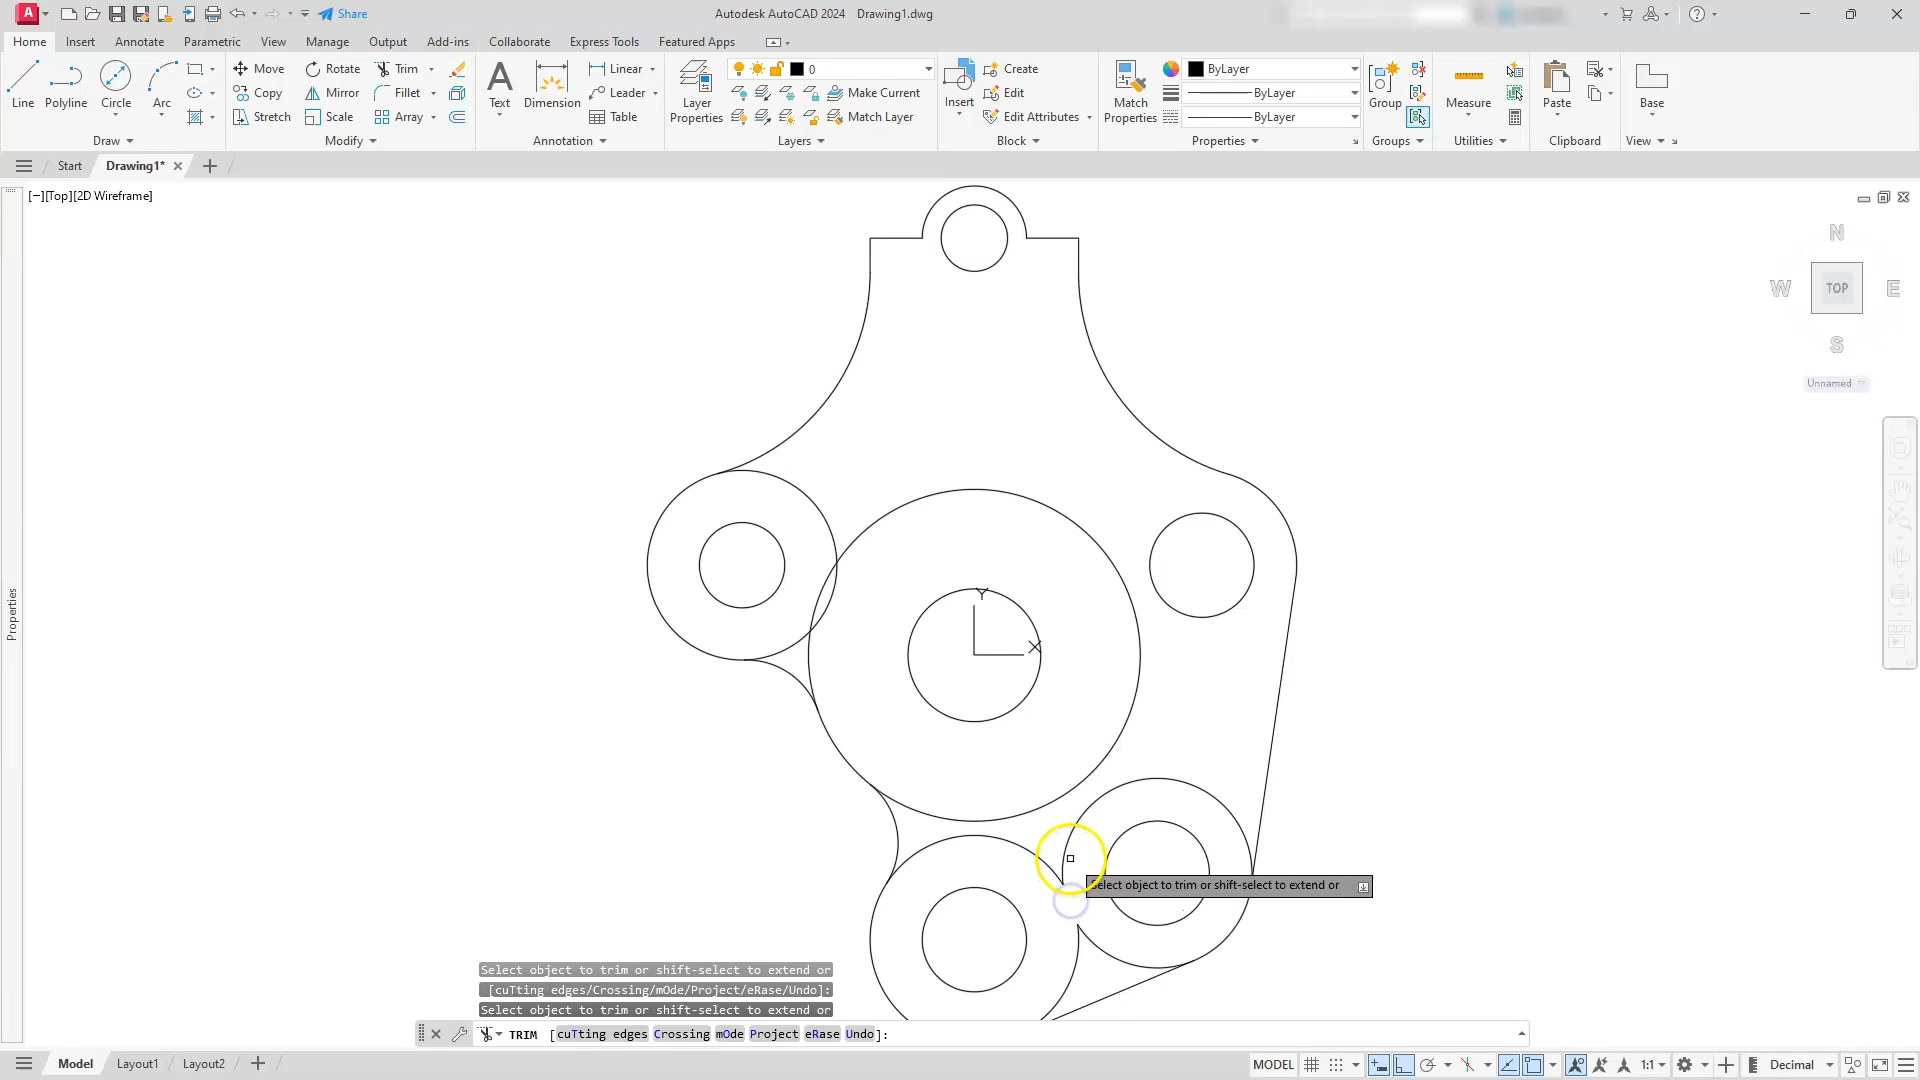 A Share Autodesk AutoCAD 2024 Drawing1.dwg
Home Insert Annotate Parametric View Manage Output Add-ins Collaborate Express Tools Featured Apps
Line Polyline Circle Arc
Move Rotate Trim
Copy Mirror Fillet
Stretch Scale Array
Text Dimension
Linear
Leader
Table
Layer Properties
0
Make Current
Match Layer
Insert
Create
Edit
Edit Attributes
Match Properties
ByLayer
ByLayer
ByLayer
Group Measure Paste Base
Draw Modify Annotation Layers Block Properties Groups Utilities Clipboard View
Start Drawing1*
[−][Top][2D Wireframe]
N
W TOP E
S
Unnamed
Properties
Y
X
Select object to trim or shift-select to extend or
Select object to trim or shift-select to extend or
[cuTting edges/Crossing/mOde/Project/eRase/Undo]:
Select object to trim or shift-select to extend or
TRIM [cuTting edges Crossing mOde Project eRase Undo]:
Model Layout1 Layout2 MODEL 1:1 Decimal